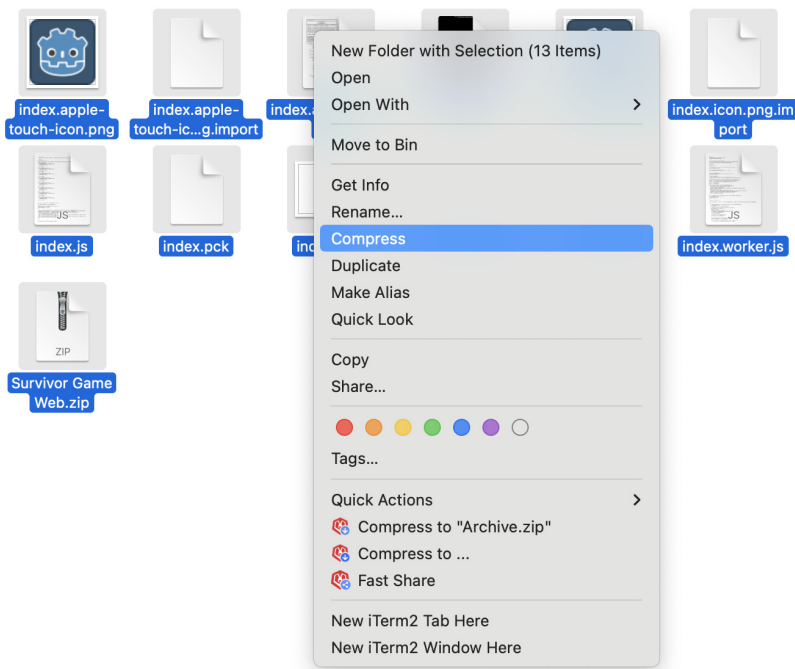 index.apple-
touch-icon.png
index.apple-
touch-ic...g.import
index.
index.icon.png.im
port
index.js
index.pck
index.worker.js
JS
JS
ZIP
Survivor Game
Web.zip
New Folder with Selection (13 Items)
Open
Open With
Move to Bin
Get Info
Rename...
Compress
Duplicate
Make Alias
Quick Look
Copy
Share...
Tags...
Quick Actions
Compress to "Archive.zip"
Compress to ...
Fast Share
New iTerm2 Tab Here
New iTerm2 Window Here